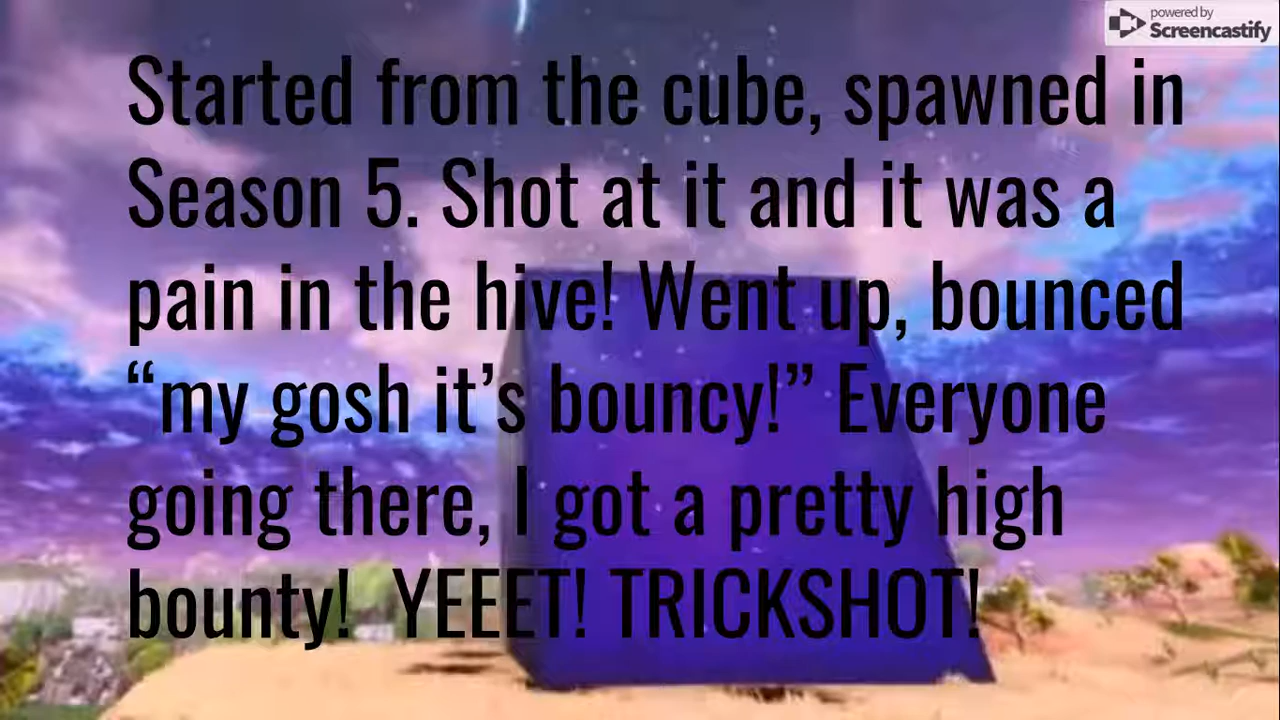 powered by
Screencastify
Started from the cube, spawned in
Season 5. Shot at it and it was a
pain in the hive! Went up, bounced
“my gosh it’s bouncy!” Everyone
going there, I got a pretty high
bounty!  YEEET! TRICKSHOT!